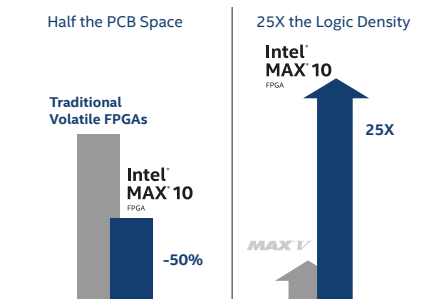 Half the PCB Space
Traditional
Volatile FPGAs
Intel®
MAX® 10
FPGA
-50%
25X the Logic Density
Intel®
MAX® 10
FPGA
25X
MAX V